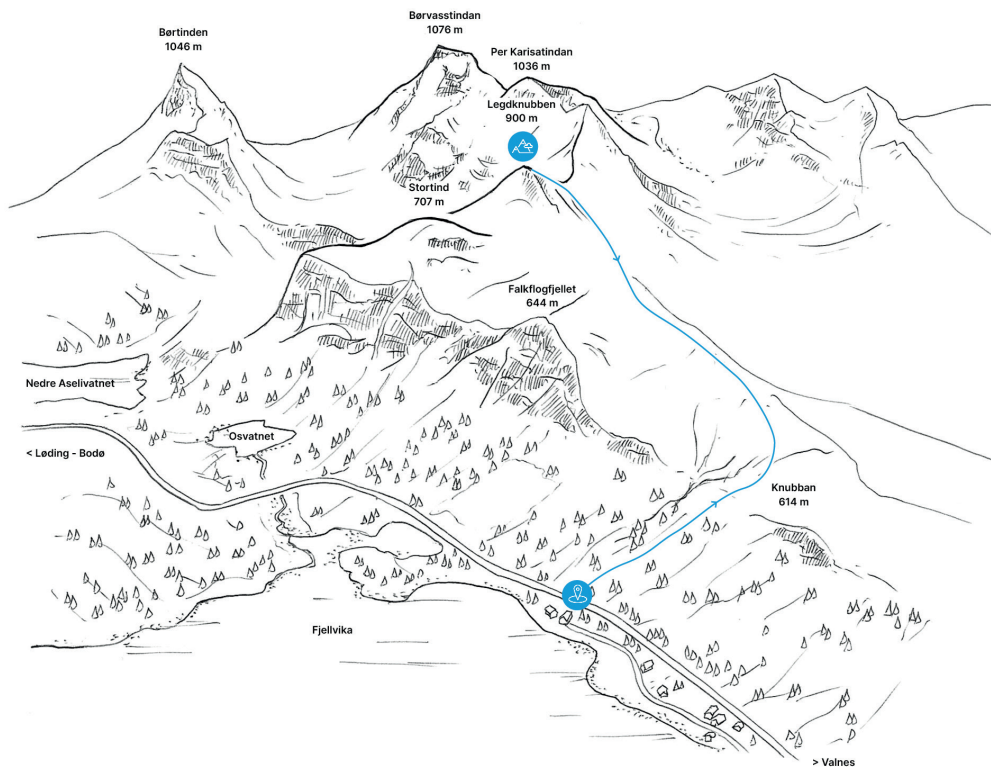 Børvasstindan
1076 m
Børtinden
1046 m
Per Karisatindan
1036 m
Legdknubben
900 m
Stortind
707 m
Falkflogfjellet
644 m
Nedre Aselivatnet
Osvatnet
< Løding - Bodø
Knubban
614 m
Fjellvika
> Valnes